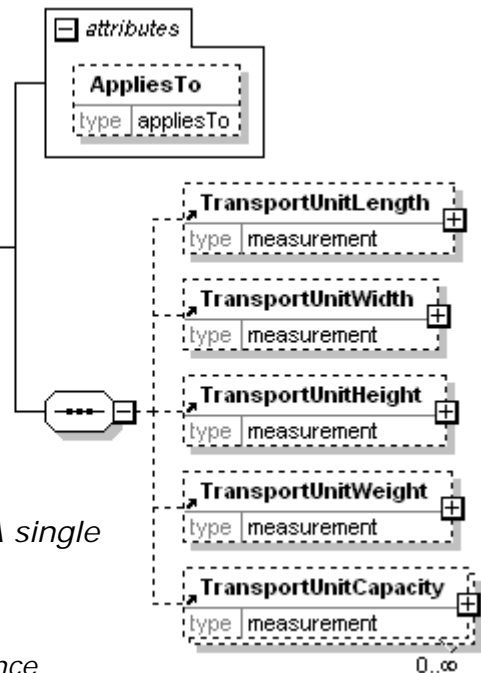 attributes
AppliesTo
type appliesTo
TransportUnitLength
type measurement
TransportUnitWidth
type measurement
TransportUnitHeight
type measurement
TransportUnitWeight
type measurement
single
TransportUnitCapacity
type measurement
0..∞